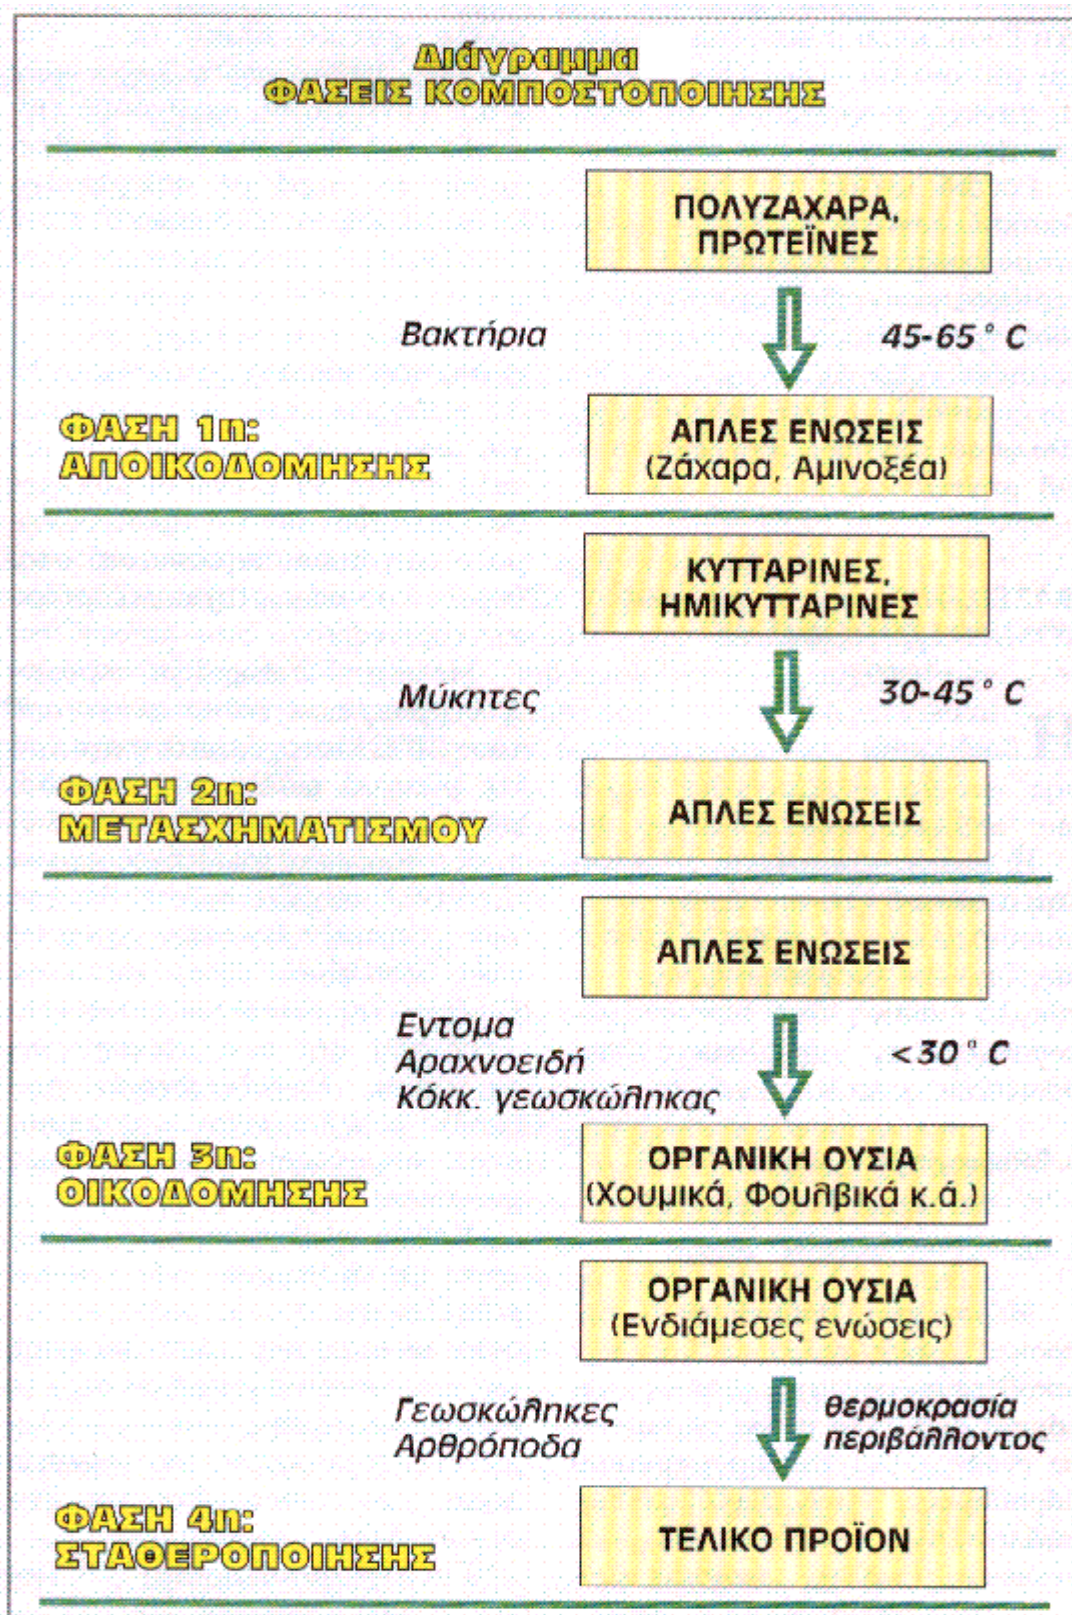 Διάγραμμα
ΦΑΣΕΙΣ ΚΟΜΠΟΣΤΟΠΟΙΗΣΗΣ
ΠΟΛΥΖΑΧΑΡΑ,
ΠΡΩΤΕΪΝΕΣ
Βακτήρια
45-65° C
ΦΑΣΗ 1η:
ΑΠΟΙΚΟΔΟΜΗΣΗΣ
ΑΠΛΕΣ ΕΝΩΣΕΙΣ
(Ζάχαρα, Αμινοξέα)
ΚΥΤΤΑΡΙΝΕΣ,
ΗΜΙΚΥΤΤΑΡΙΝΕΣ
Μύκητες
30-45° C
ΦΑΣΗ 2η:
ΜΕΤΑΣΧΗΜΑΤΙΣΜΟΥ
ΑΠΛΕΣ ΕΝΩΣΕΙΣ
ΑΠΛΕΣ ΕΝΩΣΕΙΣ
Εντομα
Αραχνοειδή
Κόκκ. γεωσκώληκας
<30° C
ΦΑΣΗ 3η:
ΟΙΚΟΔΟΜΗΣΗΣ
ΟΡΓΑΝΙΚΗ ΟΥΣΙΑ
(Χουμικά, Φουλβικά κ.ά.)
ΟΡΓΑΝΙΚΗ ΟΥΣΙΑ
(Ενδιάμεσες ενώσεις)
Γεωσκώληκες
Αρθρόποδα
θερμοκρασία
περιβάλλοντος
ΦΑΣΗ 4η:
ΣΤΑΘΕΡΟΠΟΙΗΣΗΣ
ΤΕΛΙΚΟ ΠΡΟΪΟΝ